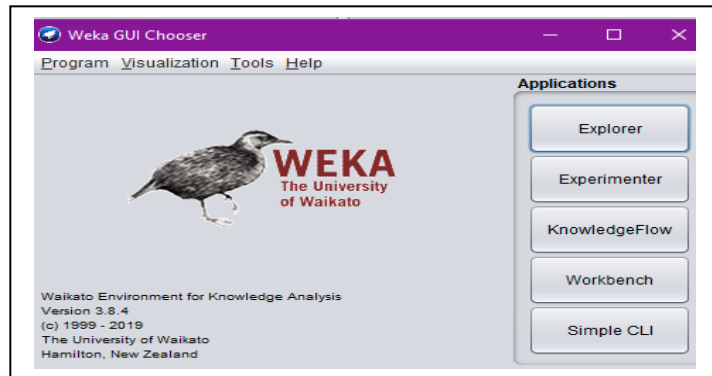 Weka GUI Chooser
Program Visualization Tools Help
Applications
WEKA
The University
of Waikato
Explorer
Experimenter
KnowledgeFlow
Workbench
Simple CLI
Waikato Environment for Knowledge Analysis
Version 3.8.4
(c) 1999 - 2019
The University of Waikato
Hamilton, New Zealand